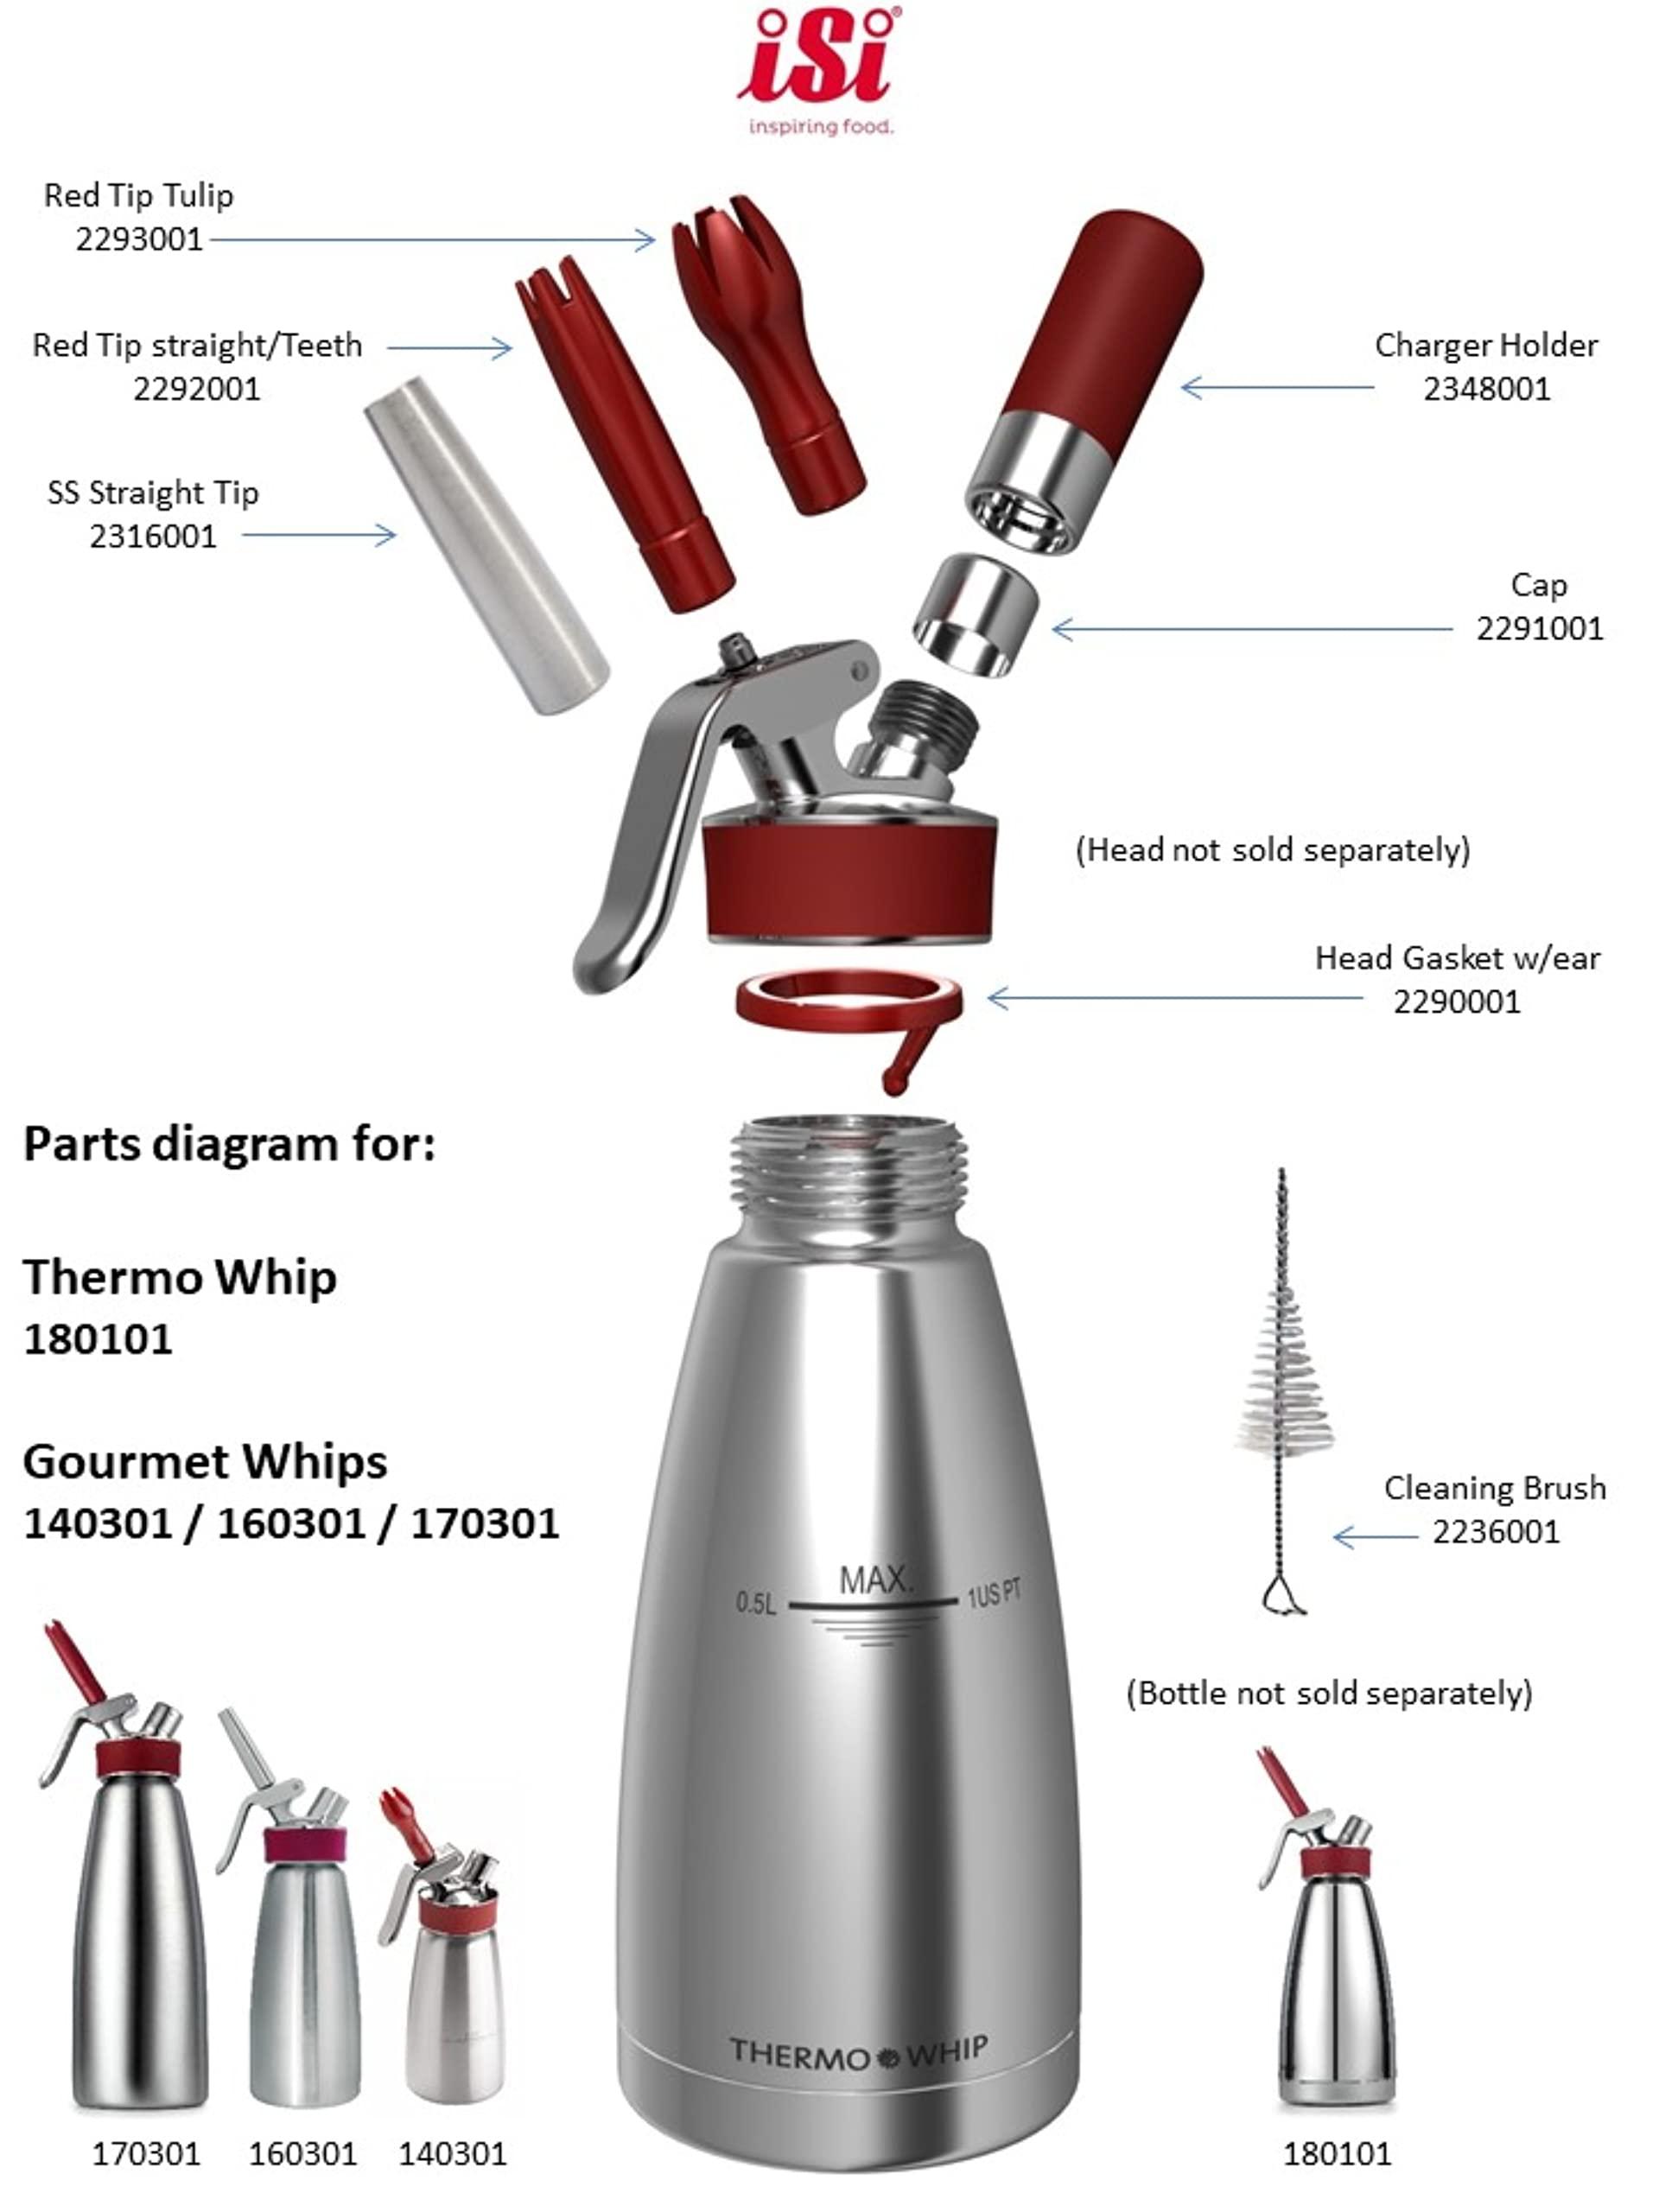 iSi®
inspiring food.
Red Tip Tulip
2293001
Red Tip straight/Teeth
2292001
SS Straight Tip
2316001
Charger Holder
2348001
Cap
2291001
(Head not sold separately)
Head Gasket w/ear
2290001
Parts diagram for:
Thermo Whip
180101
Gourmet Whips
140301 / 160301 / 170301
MAX.
0.5L 1US PT
Cleaning Brush
2236001
(Bottle not sold separately)
THERMO WHIP
170301 160301 140301
180101